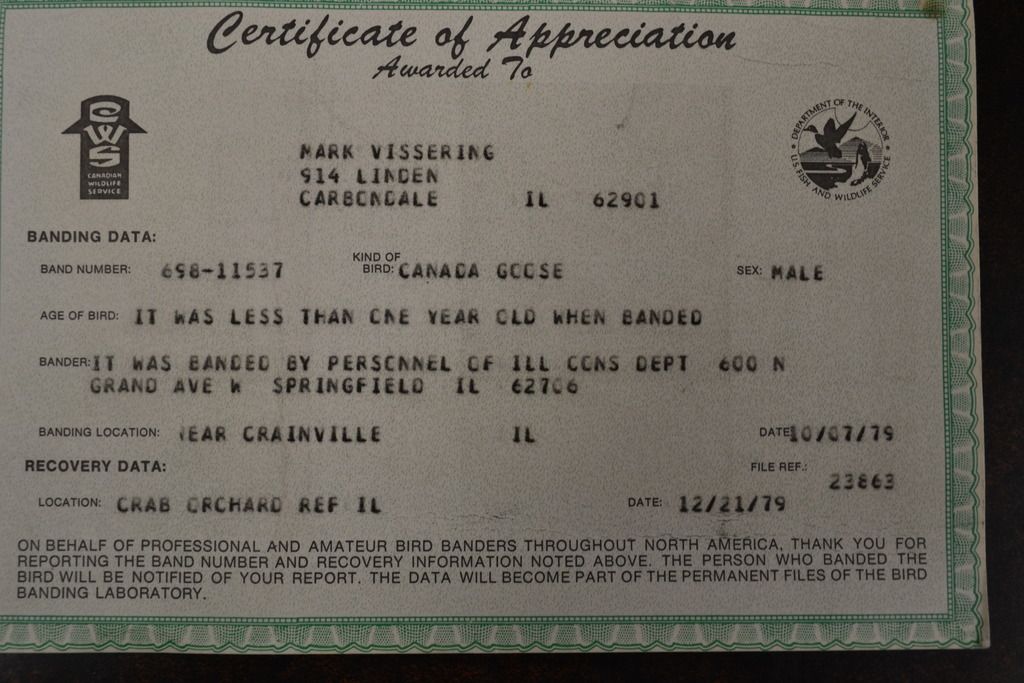 Certificate of Appreciation
Awarded To
CWS
CANADIAN
WILDLIFE
SERVICE
DEPARTMENT OF THE INTERIOR
U.S. FISH AND WILDLIFE SERVICE
MARK VISSERING
914 LINDEN
CARBONDALE IL 62901
BANDING DATA:
BAND NUMBER: 698-11537 KIND OF BIRD: CANADA GOOSE SEX: MALE
AGE OF BIRD: IT WAS LESS THAN ONE YEAR OLD WHEN BANDED
BANDER: IT WAS BANDED BY PERSONNEL OF ILL CONS DEPT 600 N
GRAND AVE W SPRINGFIELD IL 62706
BANDING LOCATION: NEAR CRAINVILLE IL DATE 10/07/79
RECOVERY DATA: FILE REF.: 23863
LOCATION: CRAB ORCHARD REF IL DATE: 12/21/79
ON BEHALF OF PROFESSIONAL AND AMATEUR BIRD BANDERS THROUGHOUT NORTH AMERICA, THANK YOU FOR
REPORTING THE BAND NUMBER AND RECOVERY INFORMATION NOTED ABOVE. THE PERSON WHO BANDED THE
BIRD WILL BE NOTIFIED OF YOUR REPORT. THE DATA WILL BECOME PART OF THE PERMANENT FILES OF THE BIRD
BANDING LABORATORY.